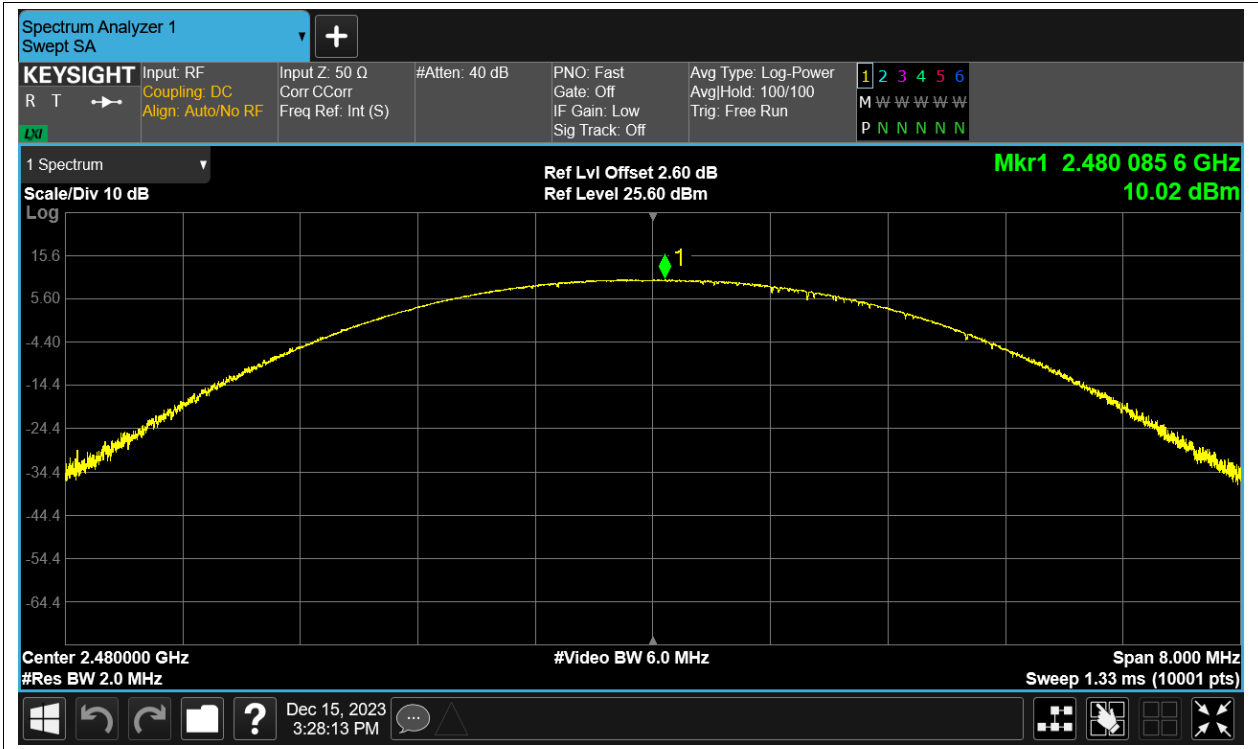 Spectrum Analyzer 1
Swept SA
+
KEYSIGHT
R T
LXI
Input: RF
Coupling: DC
Align: Auto/No RF
Input Z: 50 Ω
Corr CCorr
Freq Ref: Int (S)
#Atten: 40 dB
PNO: Fast
Gate: Off
IF Gain: Low
Sig Track: Off
Avg Type: Log-Power
Avg|Hold: 100/100
Trig: Free Run
1 2 3 4 5 6
M W W W W W W
P N N N N N N
1 Spectrum
Scale/Div 10 dB
Log
Ref Lvl Offset 2.60 dB
Ref Level 25.60 dBm
Mkr1 2.480 085 6 GHz
10.02 dBm
1
15.6
5.60
-4.40
-14.4
-24.4
-34.4
-44.4
-54.4
-64.4
Center 2.480000 GHz
#Video BW 6.0 MHz
Span 8.000 MHz
#Res BW 2.0 MHz
Sweep 1.33 ms (10001 pts)
?
Dec 15, 2023
3:28:13 PM